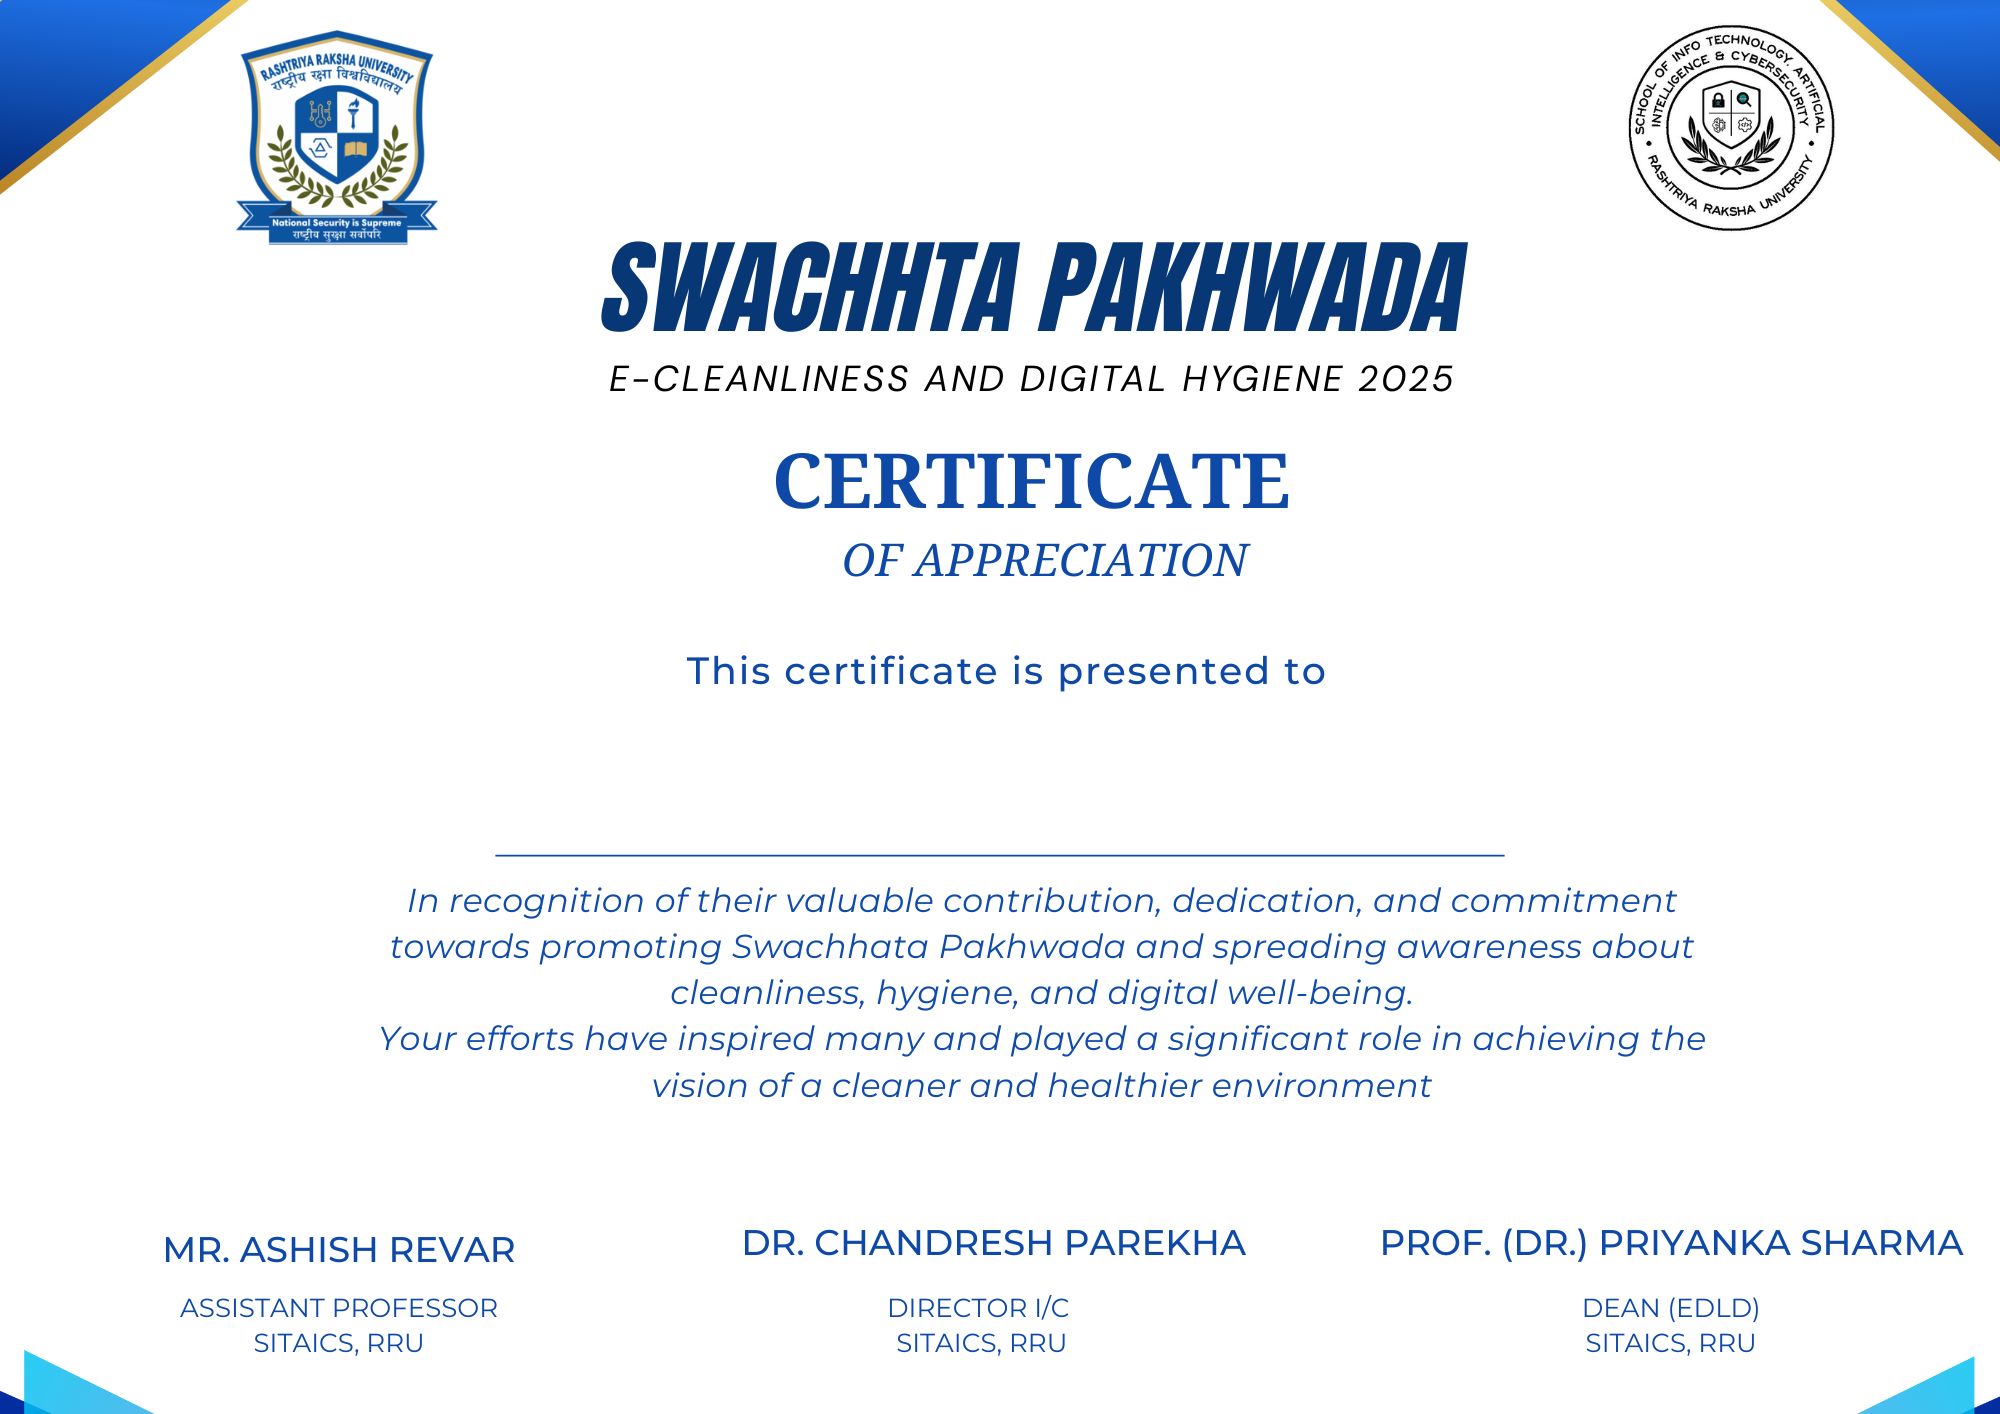 RASHTRIYA RAKSHA UNIVERSITY
राष्ट्रीय रक्षा विश्वविद्यालय
National Security is Supreme
राष्ट्रीय सुरक्षा सर्वोपरि
SCHOOL OF INFO TECHNOLOGY, ARTIFICIAL
INTELLIGENCE & CYBERSECURITY
• RASHTRIYA RAKSHA UNIVERSITY •
SWACHHTA PAKHWADA
E-CLEANLINESS AND DIGITAL HYGIENE 2025
CERTIFICATE
OF APPRECIATION
This certificate is presented to
In recognition of their valuable contribution, dedication, and commitment
towards promoting Swachhata Pakhwada and spreading awareness about
cleanliness, hygiene, and digital well-being.
Your efforts have inspired many and played a significant role in achieving the
vision of a cleaner and healthier environment
MR. ASHISH REVAR
ASSISTANT PROFESSOR
SITAICS, RRU
DR. CHANDRESH PAREKHA
DIRECTOR I/C
SITAICS, RRU
PROF. (DR.) PRIYANKA SHARMA
DEAN (EDLD)
SITAICS, RRU